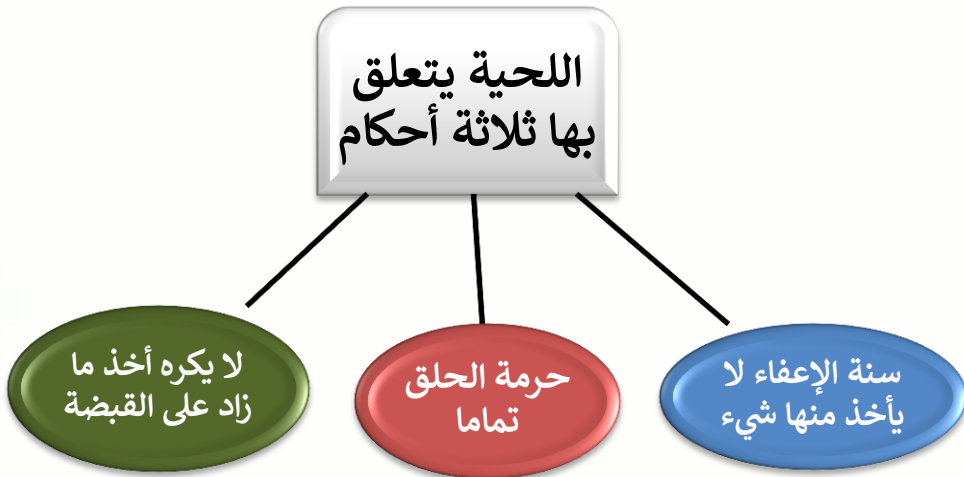 اللحية يتعلق
بها ثلاثة أحكام
سنة الإعفاء لا
يأخذ منها شيء
حرمة الحلق
تماما
لا يكره أخذ ما
زاد على القبضة